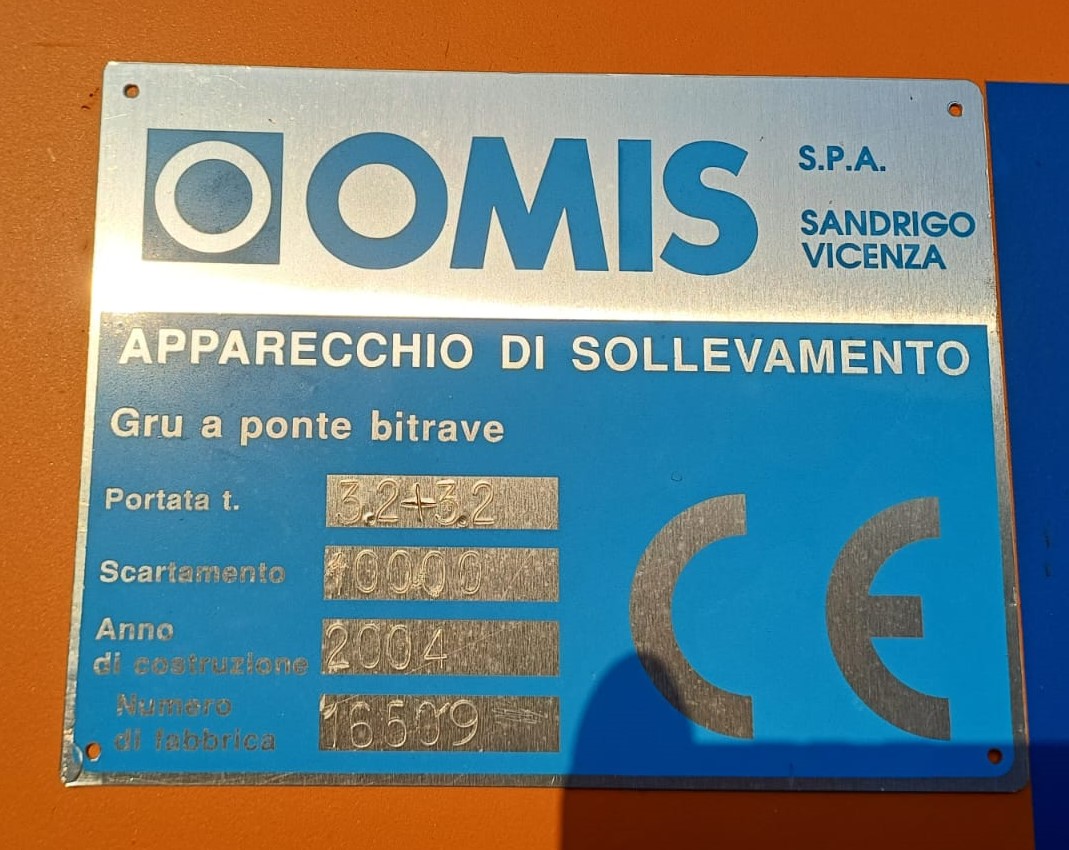 OMIS
S.P.A.
SANDRIGO
VICENZA
APPARECCHIO DI SOLLEVAMENTO
Gru a ponte bitrave
Portata t. 3.2+3.2
Scartamento 10000
Anno
di costruzione 2004
Numero
di fabbrica 16509
CE